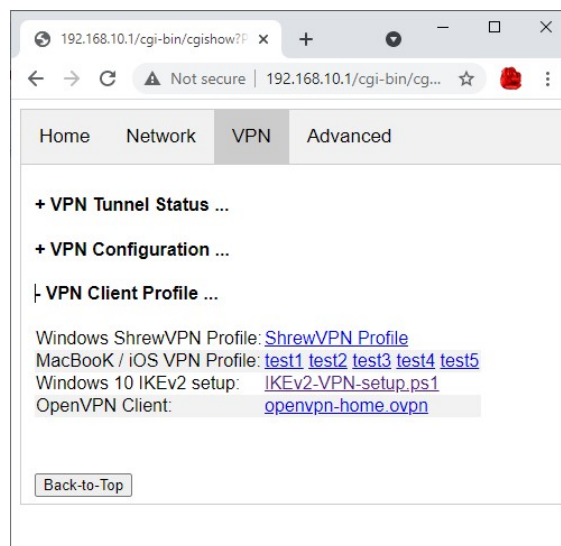 192.168.10.1/cgi-bin/cgishow?P
Not secure | 192.168.10.1/cgi-bin/cg...
Home Network VPN Advanced
+ VPN Tunnel Status ...
+ VPN Configuration ...
- VPN Client Profile ...
Windows ShrewVPN Profile: ShrewVPN Profile
MacBooK / iOS VPN Profile: test1 test2 test3 test4 test5
Windows 10 IKEv2 setup: IKEv2-VPN-setup.ps1
OpenVPN Client: openvpn-home.ovpn
Back-to-Top